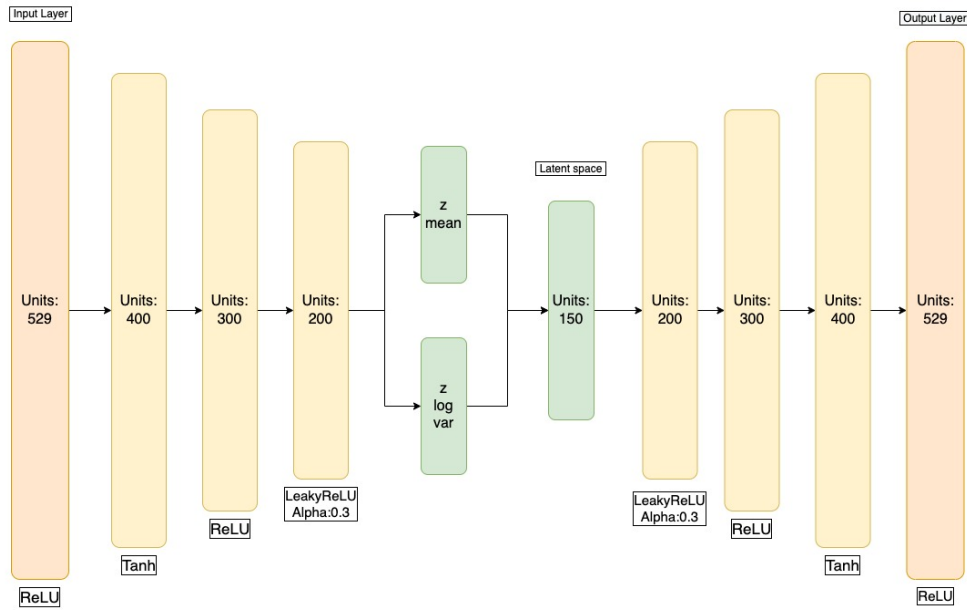 Input Layer
Output Layer
Latent space
z
mean
Units:
529
Units:
400
Units:
300
Units:
200
Units:
150
Units:
200
Units:
300
Units:
400
Units:
529
z
log
var
LeakyReLU
Alpha:0.3
LeakyReLU
Alpha:0.3
ReLU
ReLU
Tanh
Tanh
ReLU
ReLU